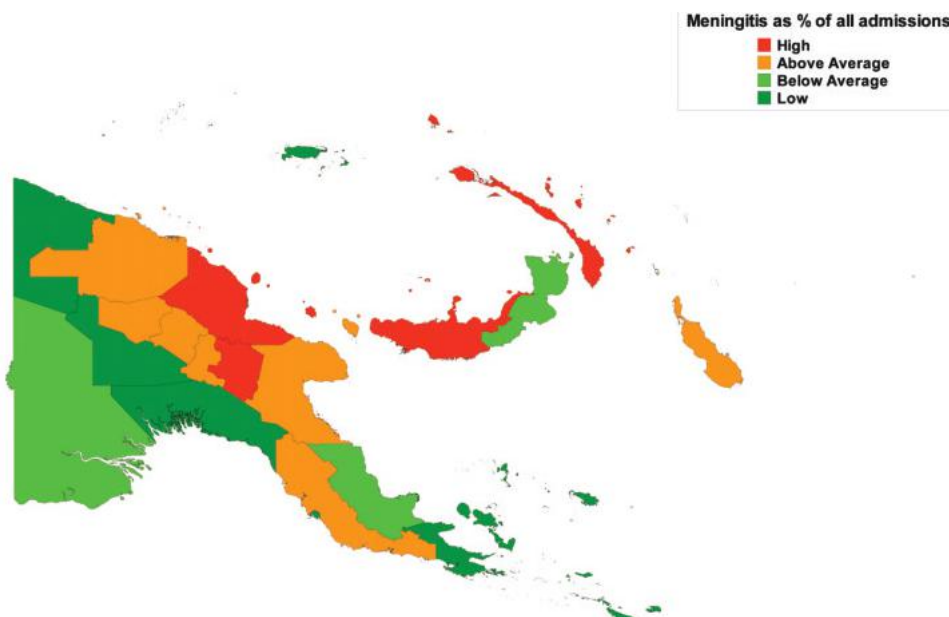 Meningitis as % of all admissions
High
Above Average
Below Average
Low